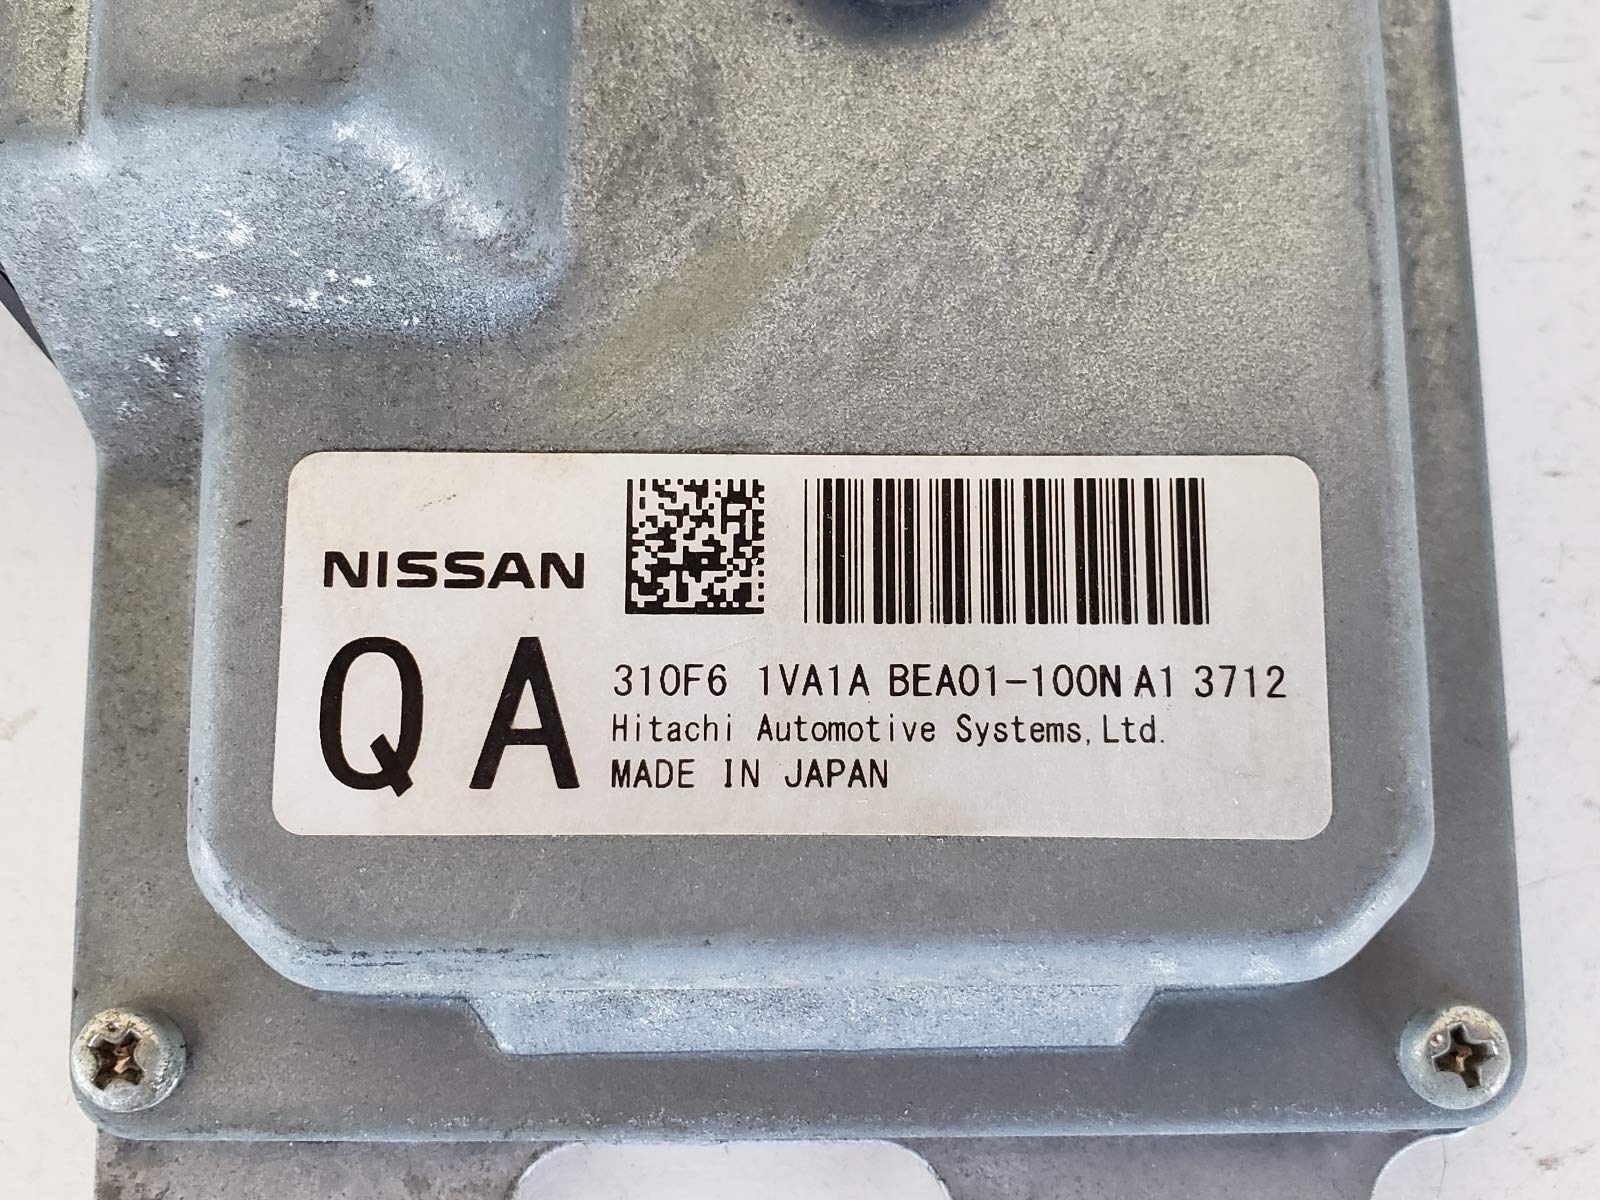 NISSAN
QA
310F6 1VA1A BEA01-100N A1 3712
Hitachi Automotive Systems, Ltd.
MADE IN JAPAN